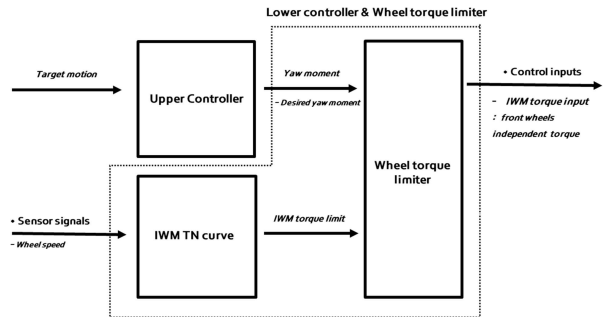 Lower controller & Wheel torque limiter
Target motion
Upper Controller
Yaw moment
– Desired yaw moment
Wheel torque
limiter
• Control inputs
– IWM torque input
: front wheels
independent torque
• Sensor signals
– Wheel speed
IWM TN curve
IWM torque limit